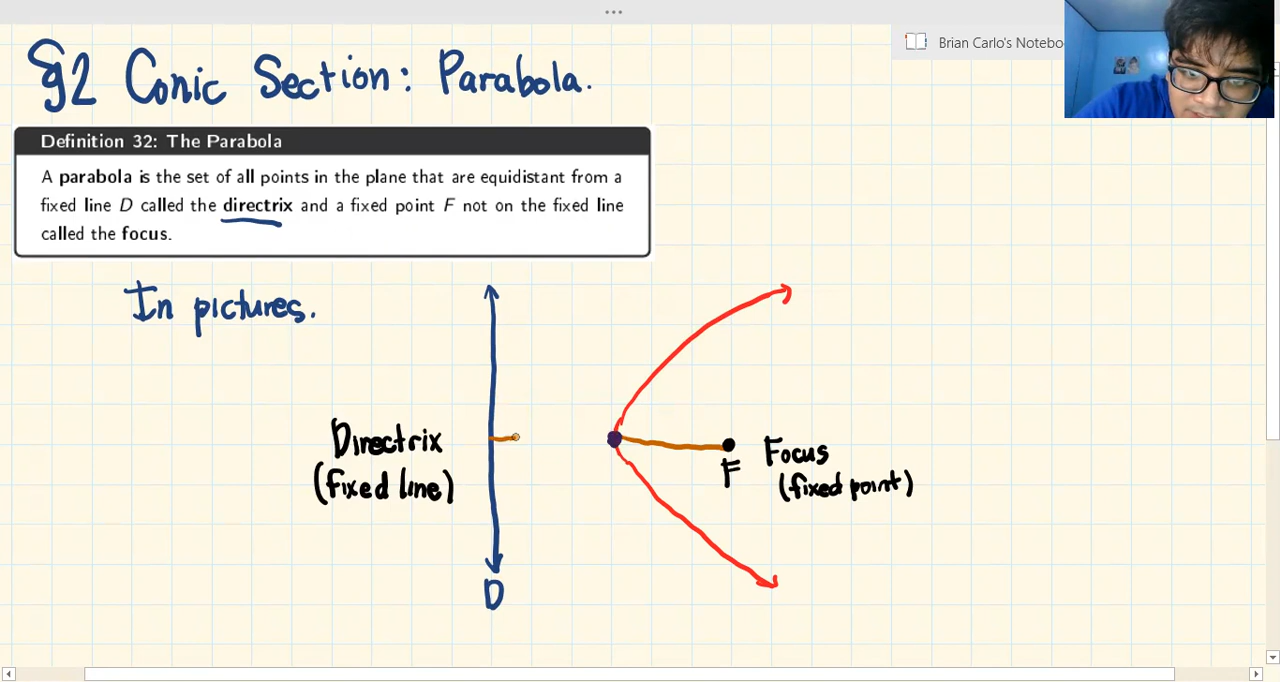 Brian Carlo's Notebo
§2 Conic Section: Parabola.
Definition 32: The Parabola
A parabola is the set of all points in the plane that are equidistant from a
fixed line D called the directrix and a fixed point F not on the fixed line
called the focus.
In pictures.
Directrix
(fixed line)
D
F
Focus
(fixed point)